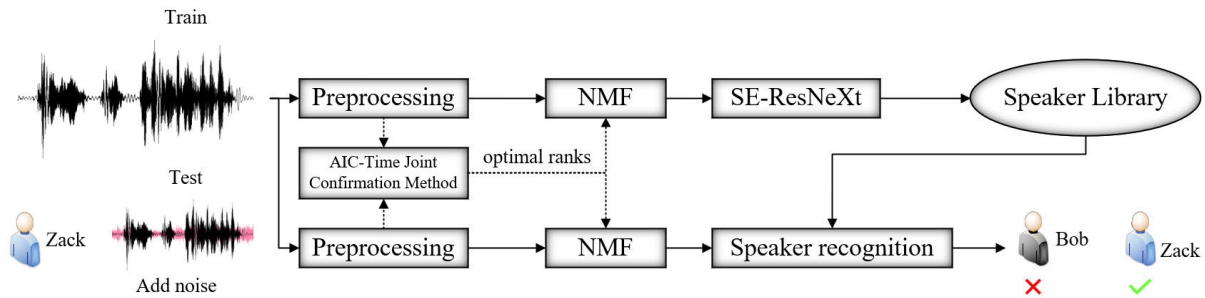 Train
Preprocessing
NMF
SE-ResNeXt
Speaker Library
AIC-Time Joint
Confirmation Method
optimal ranks
Test
Zack
Add noise
Preprocessing
NMF
Speaker recognition
Bob
Zack